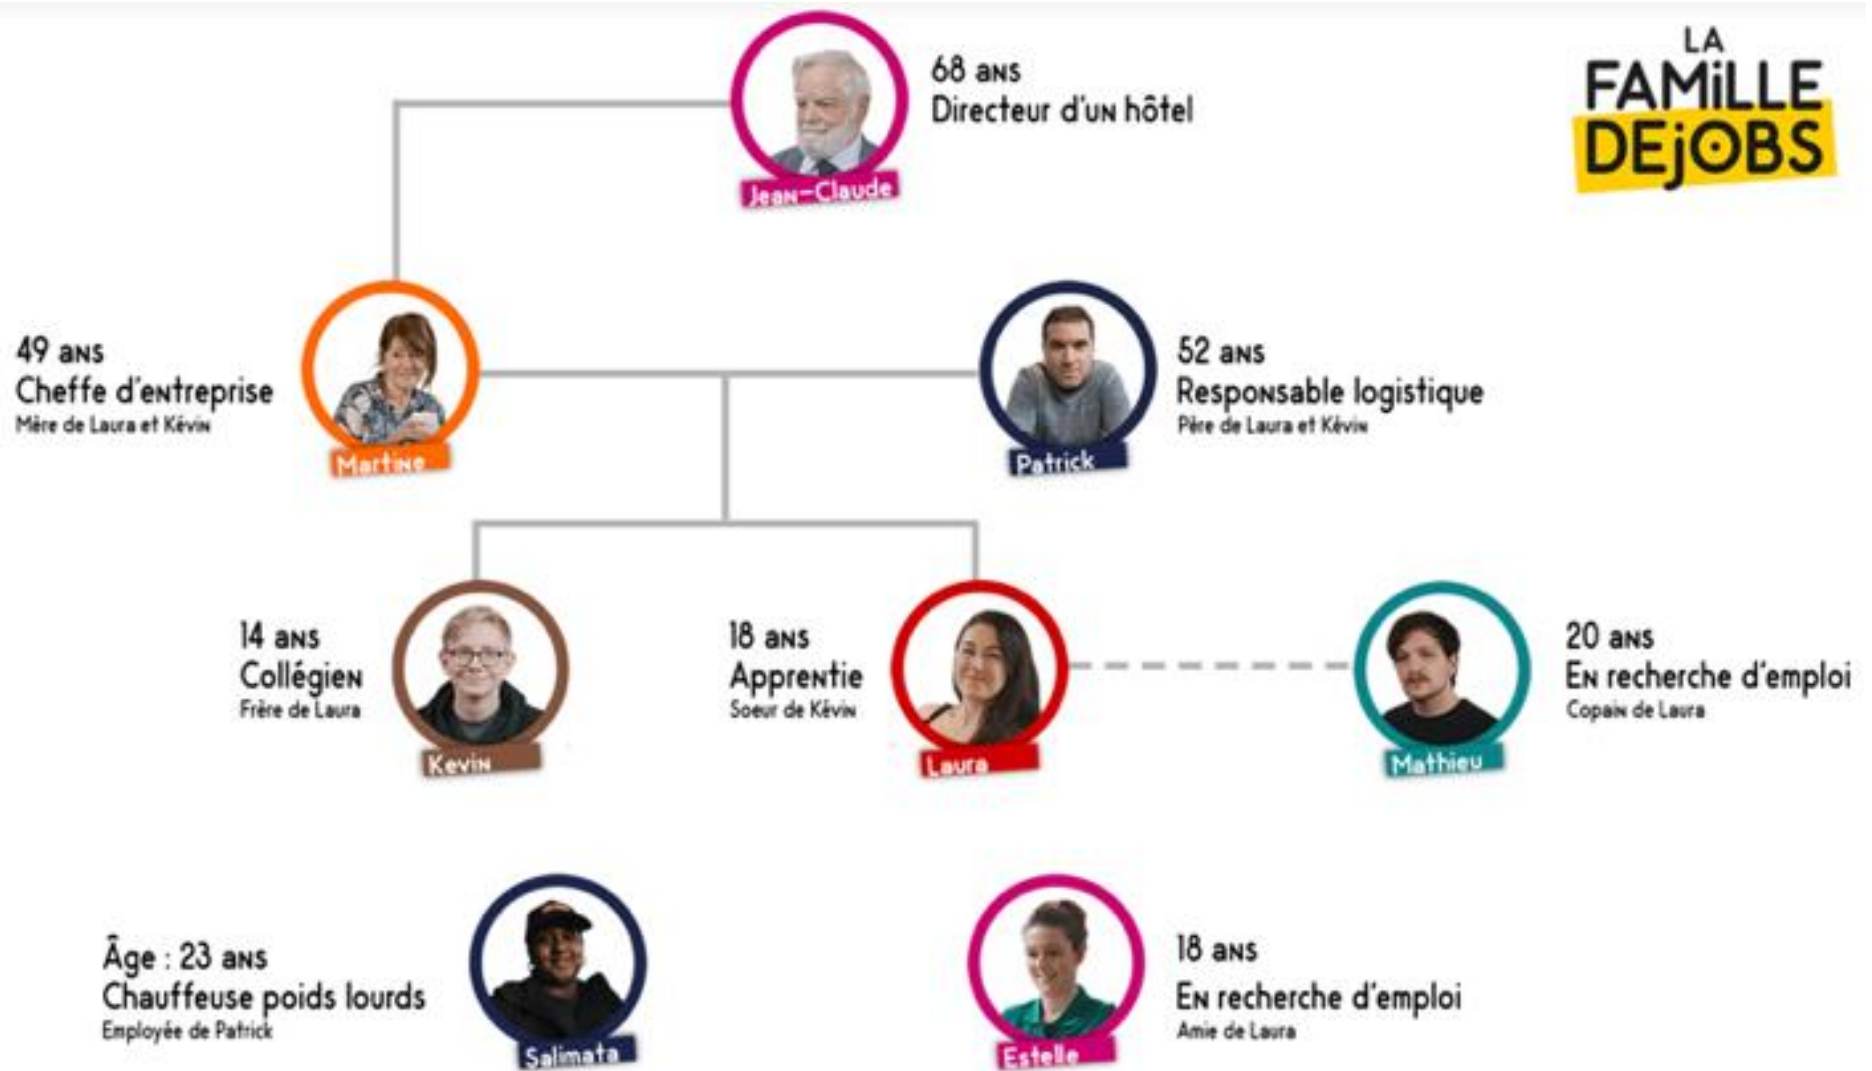 LA
FAMiLLE
DEjOBS
68 ans
Directeur d'un hôtel
Jean-Claude
49 ans
Cheffe d'entreprise
Mère de Laura et Kévin
Martine
52 ans
Responsable logistique
Père de Laura et Kévin
Patrick
14 ans
Collégien
Frère de Laura
Kevin
18 ans
Apprentie
Soeur de Kévin
Laura
20 ans
En recherche d'emploi
Copain de Laura
Mathieu
Âge : 23 ans
Chauffeuse poids lourds
Employée de Patrick
Salimata
18 ans
En recherche d'emploi
Amie de Laura
Estelle